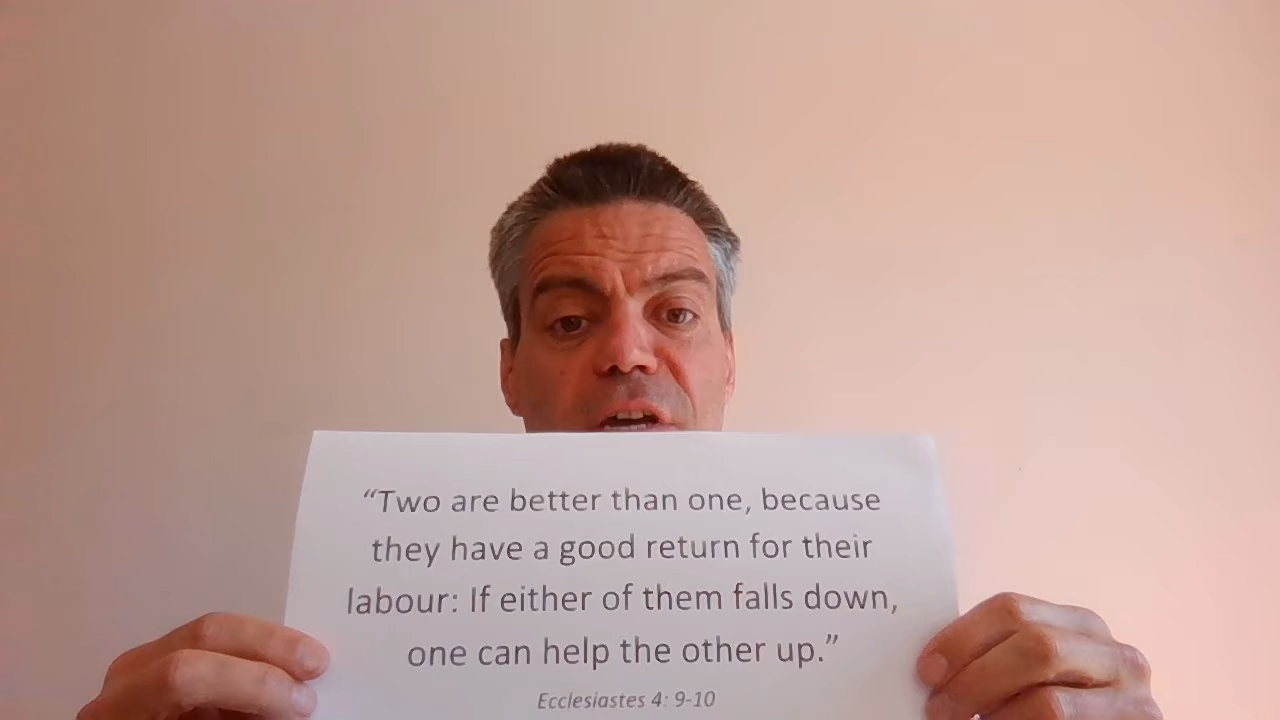 “Two are better than one, because
they have a good return for their
labour: If either of them falls down,
one can help the other up.”
Ecclesiastes 4: 9-10